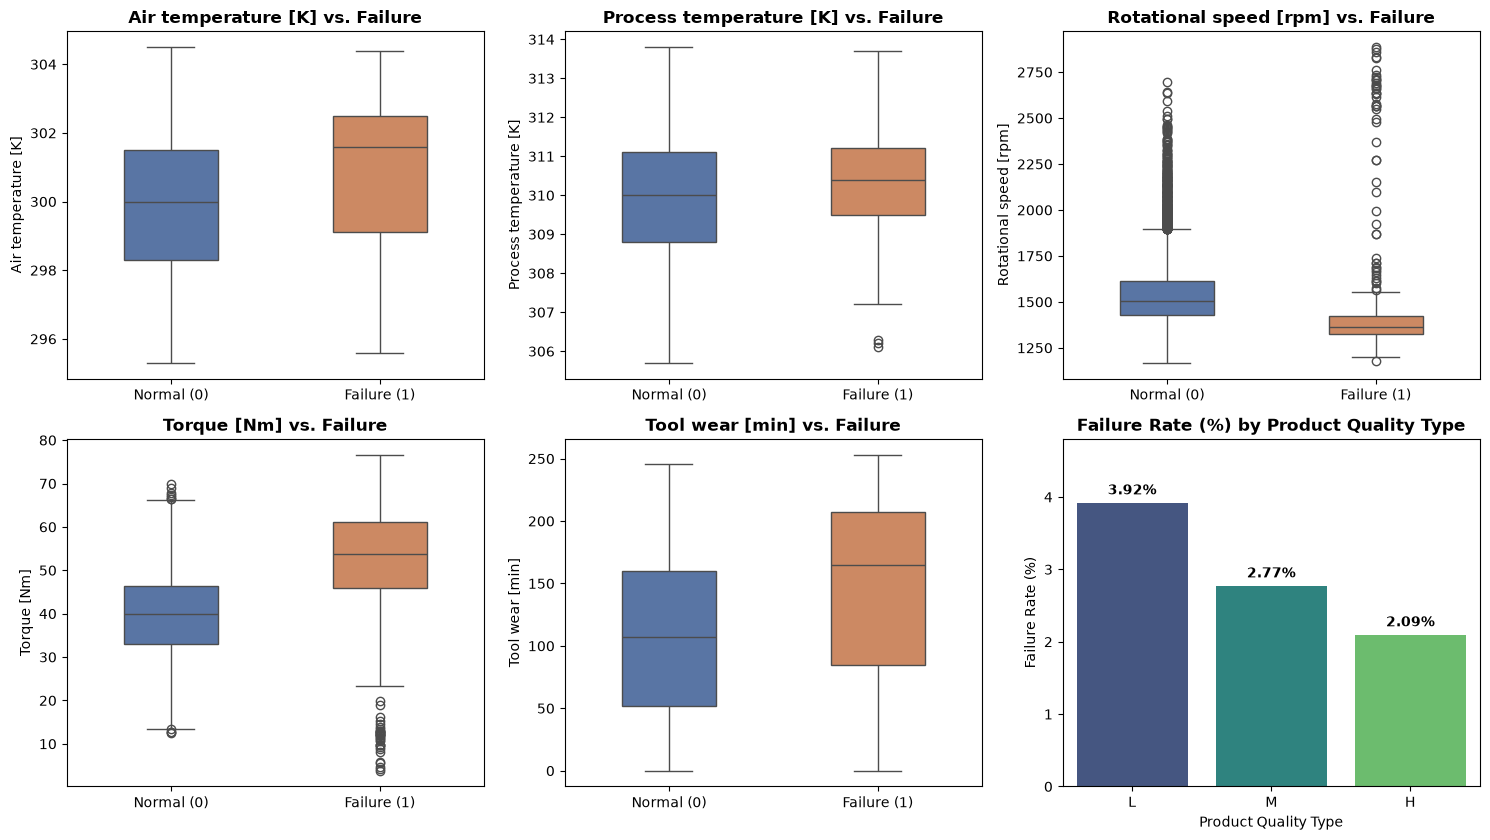 Air temperature [K] vs. Failure
Air temperature [K]
304
302
300
298
296
Normal (0)
Failure (1)
Process temperature [K] vs. Failure
Process temperature [K]
314
313
312
311
310
309
308
307
306
Normal (0)
Failure (1)
Rotational speed [rpm] vs. Failure
Rotational speed [rpm]
2750
2500
2250
2000
1750
1500
1250
Normal (0)
Failure (1)
Torque [Nm] vs. Failure
Torque [Nm]
80
70
60
50
40
30
20
10
Normal (0)
Failure (1)
Tool wear [min] vs. Failure
Tool wear [min]
250
200
150
100
50
0
Normal (0)
Failure (1)
Failure Rate (%) by Product Quality Type
Failure Rate (%)
4
3
2
1
0
3.92%
2.77%
2.09%
L
M
H
Product Quality Type